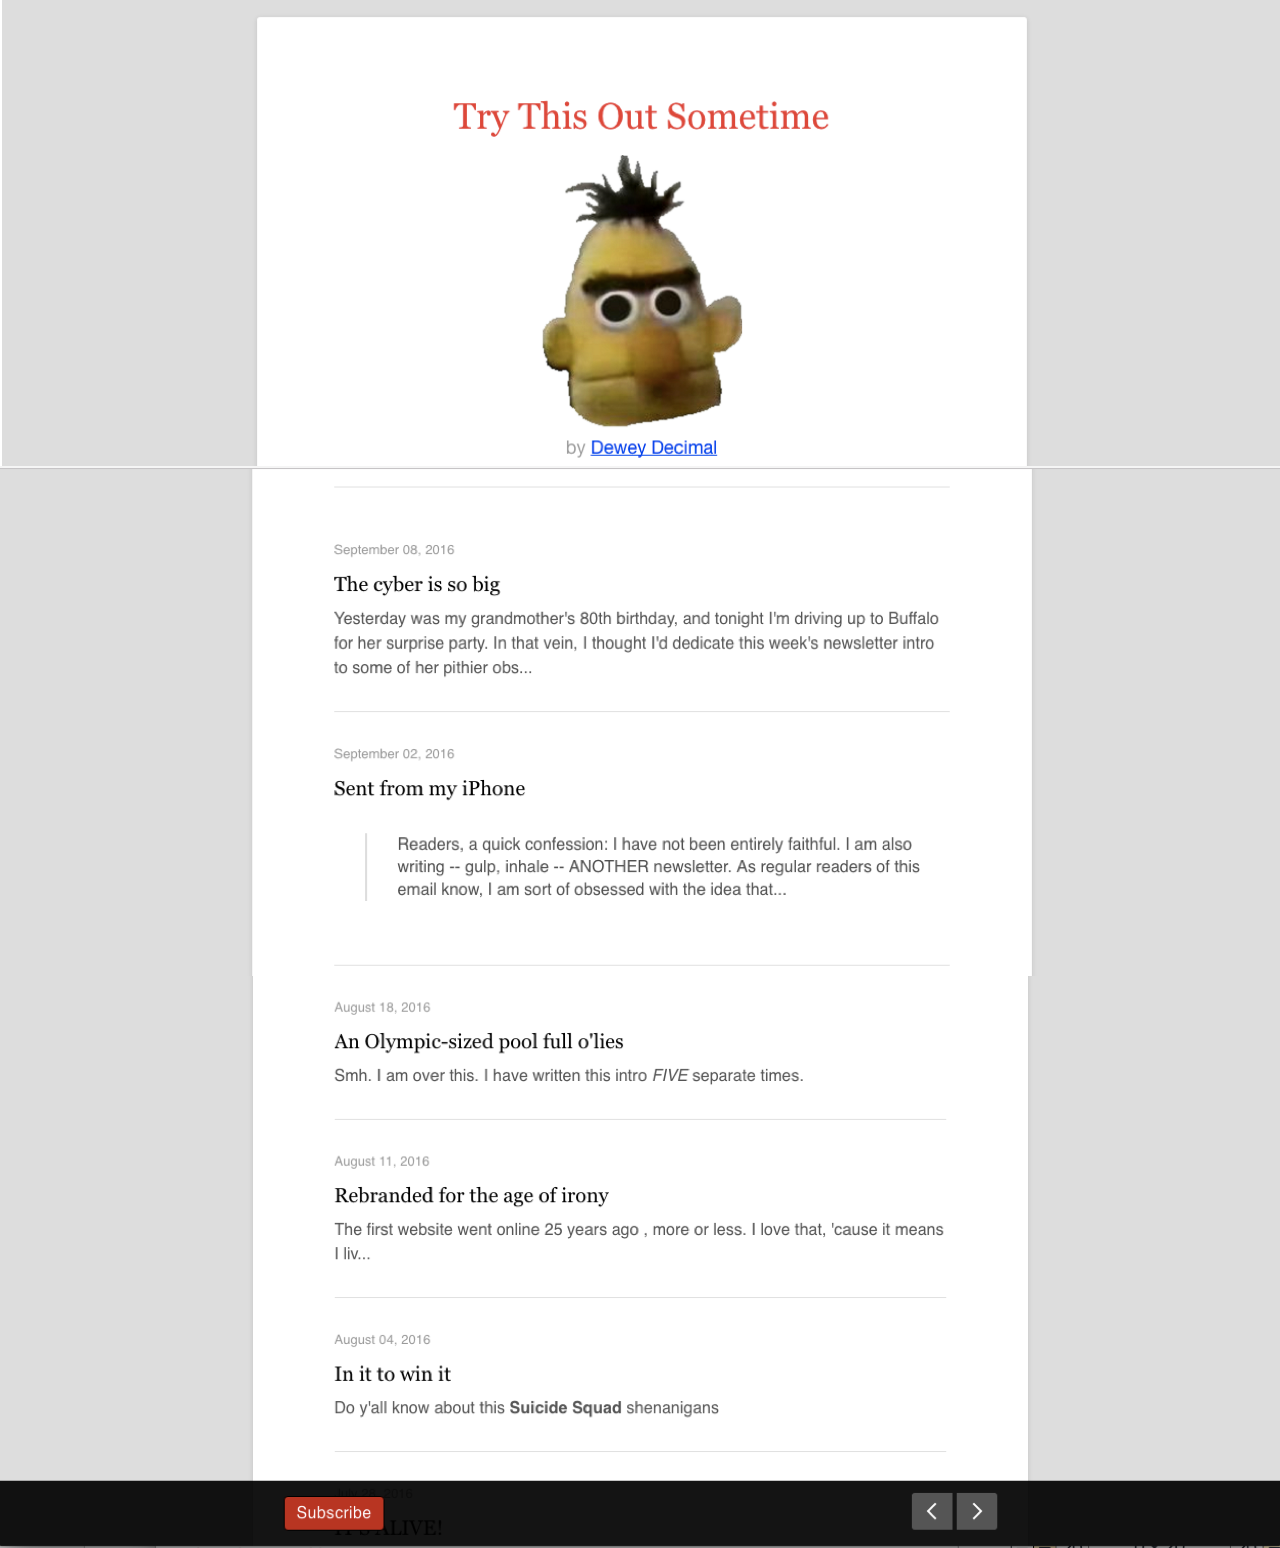 Try This Out Sometime
by Dewey Decimal
September 08, 2016
The cyber is so big
Yesterday was my grandmother's 80th birthday, and tonight I'm driving up to Buffalo
for her surprise party. In that vein, I thought I'd dedicate this week's newsletter intro
to some of her pithier obs...
September 02, 2016
Sent from my iPhone
Readers, a quick confession: I have not been entirely faithful. I am also
writing -- gulp, inhale -- ANOTHER newsletter. As regular readers of this
email know, I am sort of obsessed with the idea that...
August 18, 2016
An Olympic-sized pool full o'lies
Smh. I am over this. I have written this intro FIVE separate times.
August 11, 2016
Rebranded for the age of irony
The first website went online 25 years ago , more or less. I love that, 'cause it means
I liv...
August 04, 2016
In it to win it
Do y'all know about this Suicide Squad shenanigans
July 28, 2016
Subscribe
IT'S ALIVE!